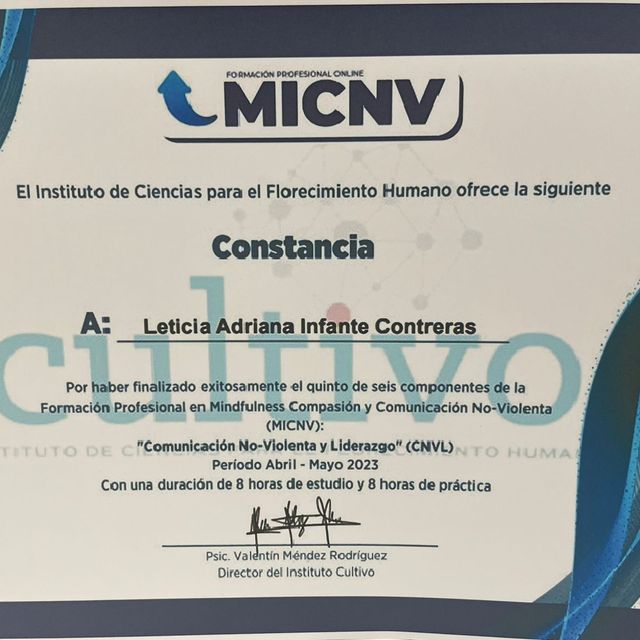 FORMACIÓN PROFESIONAL ONLINE
MICNV
El Instituto de Ciencias para el Florecimiento Humano ofrece la siguiente
Constancia
A: Leticia Adriana Infante Contreras
cultivo
Por haber finalizado exitosamente el quinto de seis componentes de la
Formación Profesional en Mindfulness Compasión y Comunicación No-Violenta
(MICNV):
"Comunicación No-Violenta y Liderazgo" (CNVL)
Período Abril - Mayo 2023
Con una duración de 8 horas de estudio y 8 horas de práctica
Psic. Valentín Méndez Rodríguez
Director del Instituto Cultivo